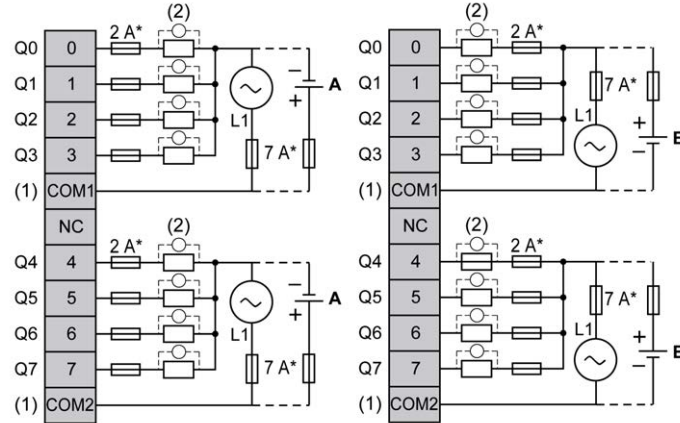 (2) (2)
Q0 0 2 A* Q0 0 2 A*
Q1 1 − A Q1 1 7 A*
Q2 2 + Q2 2 L1 +
Q3 3 L1 7 A* Q3 3 − B
(1) COM1 (1) COM1
NC (2) NC (2)
Q4 4 2 A* Q4 4 2 A*
Q5 5 − A Q5 5 7 A*
Q6 6 L1 + Q6 6 L1 +
Q7 7 7 A* Q7 7 − B
(1) COM2 (1) COM2